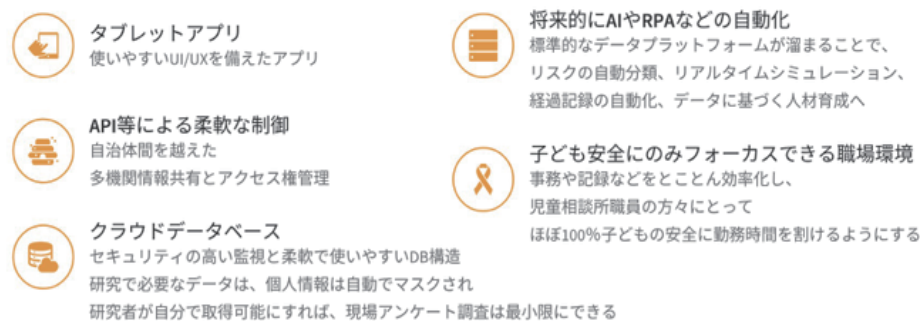 タブレットアプリ
使いやすいUI/UXを備えたアプリ
API等による柔軟な制御
自治体間を越えた
多機関情報共有とアクセス権管理
クラウドデータベース
セキュリティの高い監視と柔軟で使いやすいDB構造
研究で必要なデータは、個人情報は自動でマスクされ
研究者が自分で取得可能にすれば、現場アンケート調査は最小限にできる
将来的にAIやRPAなどの自動化
標準的なデータプラットフォームが溜まることで、
リスクの自動分類、リアルタイムシミュレーション、
経過記録の自動化、データに基づく人材育成へ
子ども安全にのみフォーカスできる職場環境
事務や記録などをとことん効率化し、
児童相談所職員の方々にとって
ほぼ100%子どもの安全に勤務時間を割けるようにする